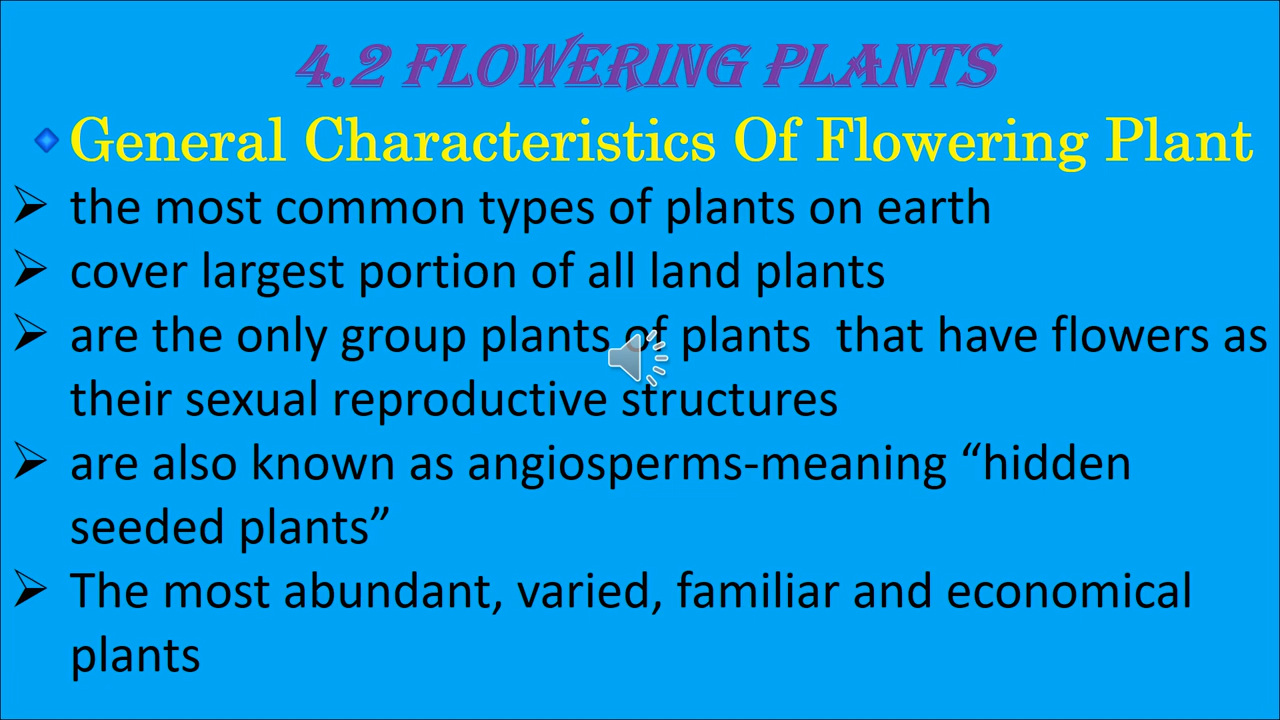 4.2 FLOWERING PLANTS
General Characteristics Of Flowering Plant
the most common types of plants on earth
cover largest portion of all land plants
are the only group plants of plants that have flowers as
their sexual reproductive structures
are also known as angiosperms-meaning “hidden
seeded plants”
The most abundant, varied, familiar and economical
plants